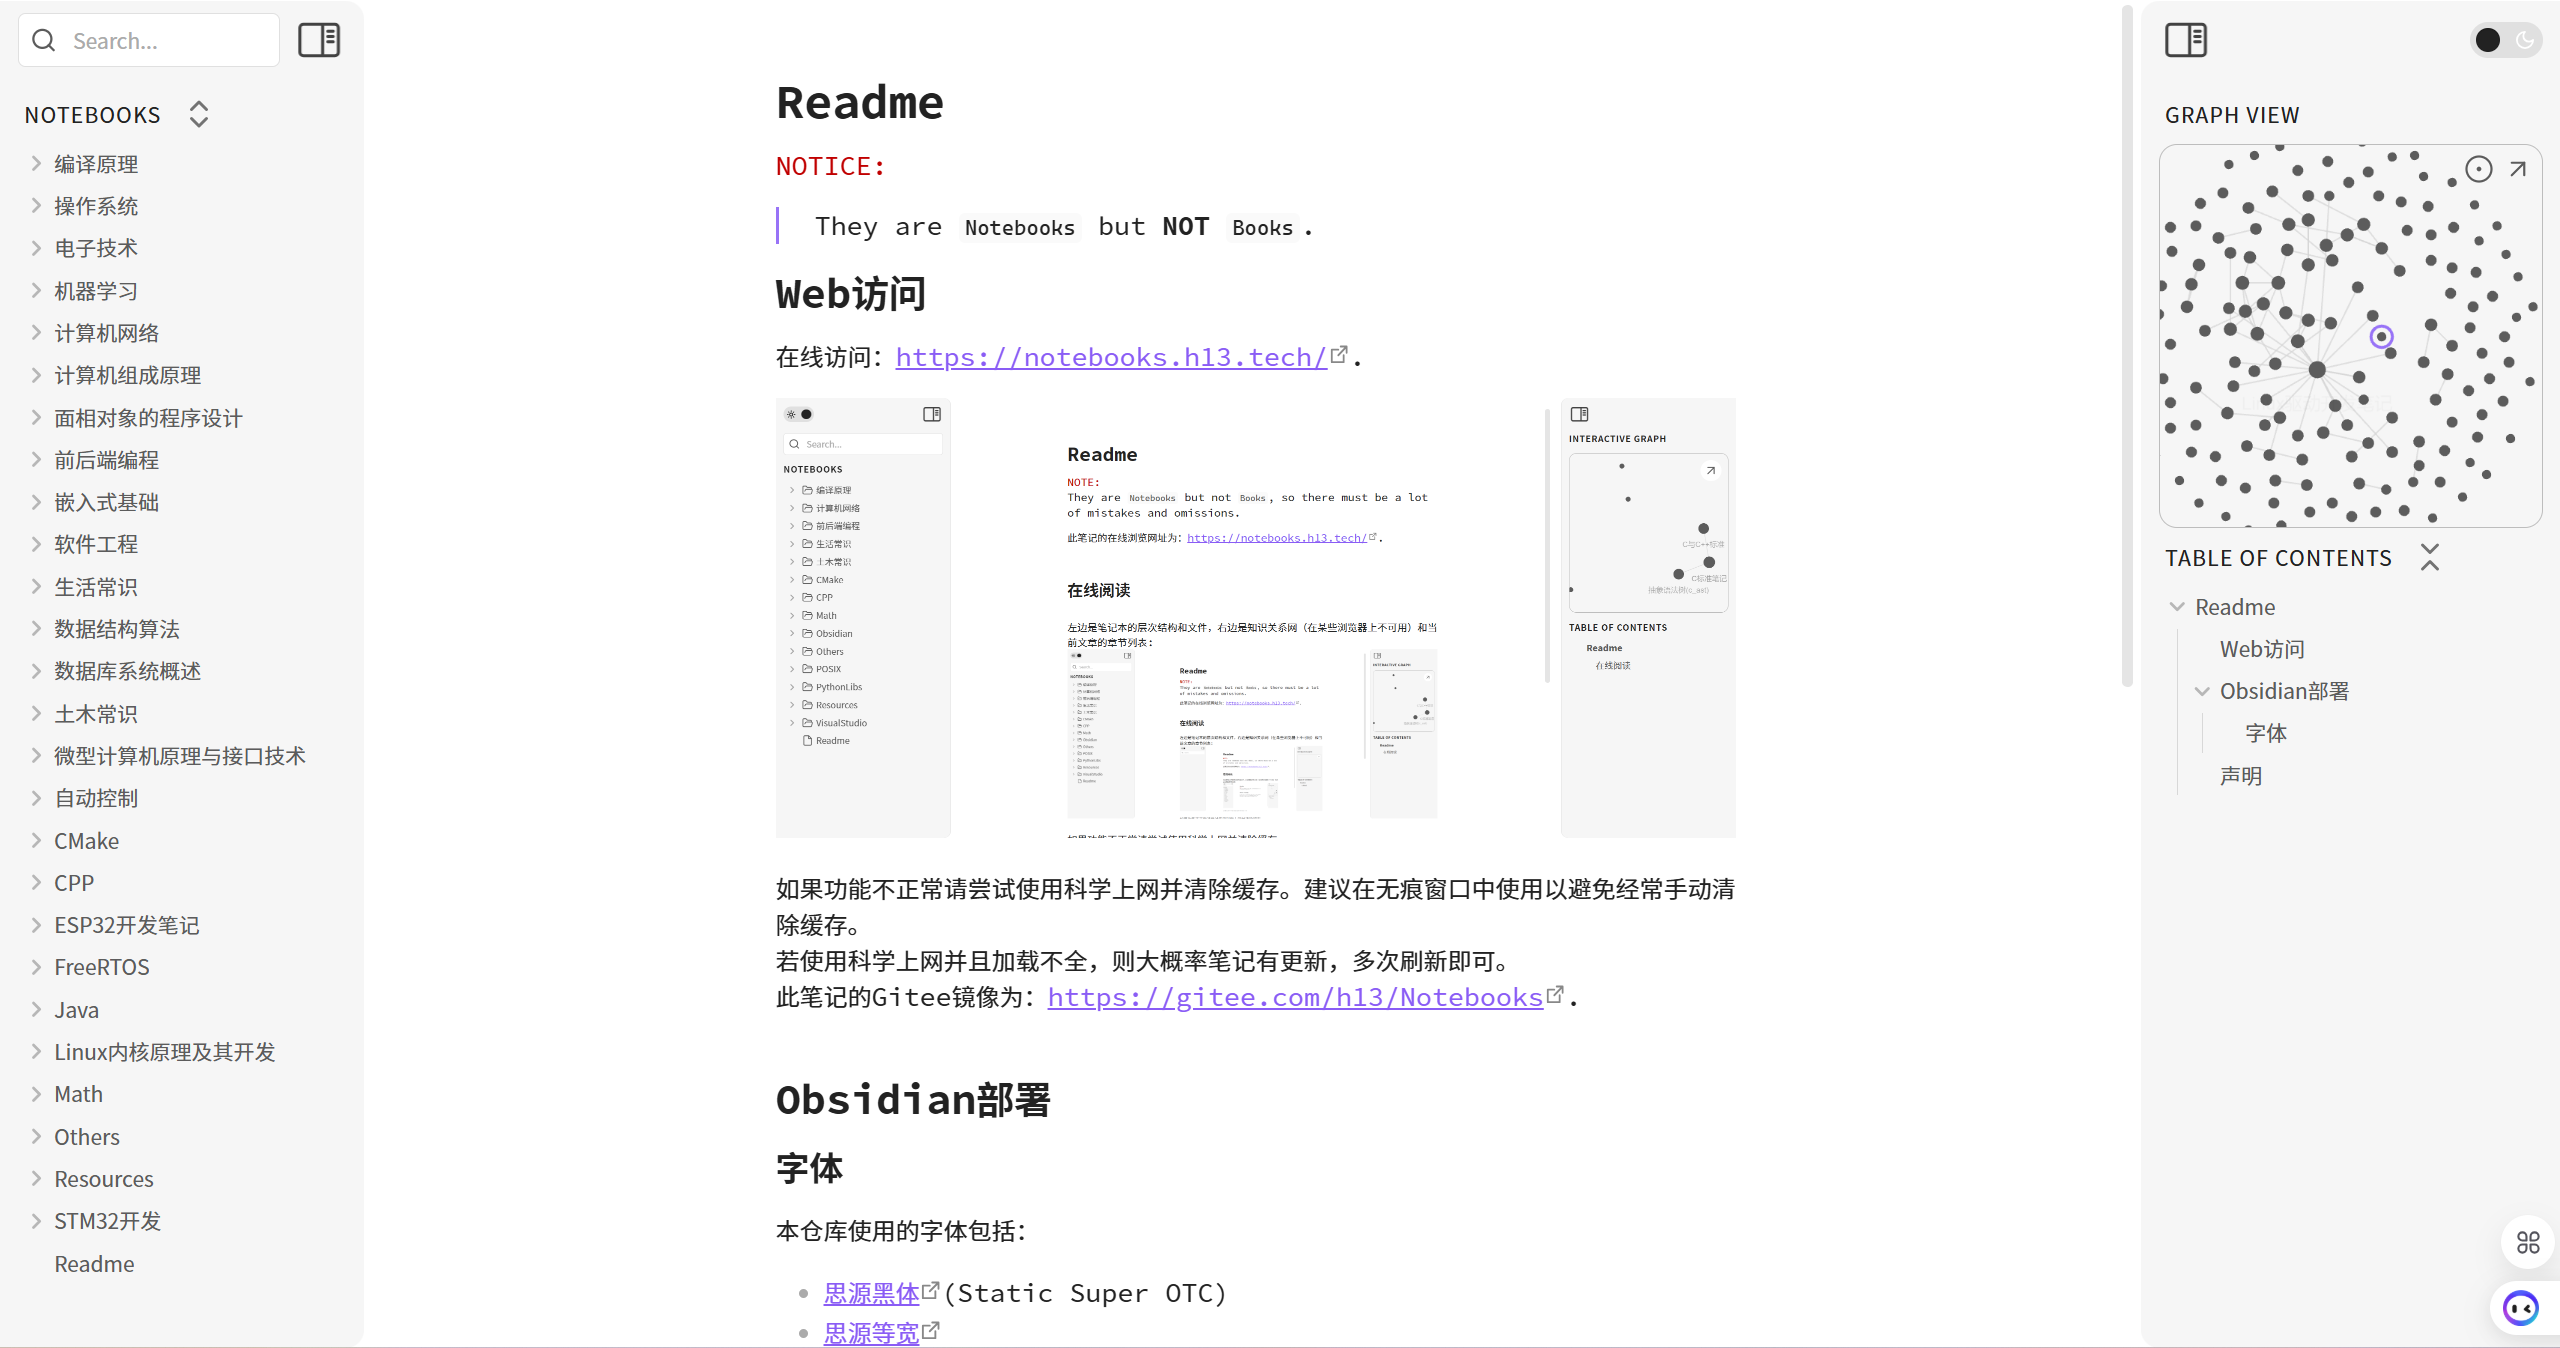 Search...
NOTEBOOKS
编译原理
操作系统
电子技术
机器学习
计算机网络
计算机组成原理
面相对象的程序设计
前后端编程
嵌入式基础
软件工程
生活常识
数据结构算法
数据库系统概述
土木常识
微型计算机原理与接口技术
自动控制
CMake
CPP
ESP32开发笔记
FreeRTOS
Java
Linux内核原理及其开发
Math
Others
Resources
STM32开发
Readme
Readme
NOTICE:
They are Notebooks but NOT Books.
Web访问
在线访问：https://notebooks.h13.tech/.
Search...
NOTEBOOKS
编译原理
计算机网络
前后端编程
生活常识
土木常识
CMake
CPP
Math
Obsidian
Others
POSIX
PythonLibs
Resources
VisualStudio
Readme
Readme
NOTE:
They are Notebooks but not Books, so there must be a lot
of mistakes and omissions.
此笔记的在线浏览网址为：https://notebooks.h13.tech/.
在线阅读
左边是笔记本的层次结构和文件，右边是知识关系网（在某些浏览器上不可用）和当
前文章的章节列表：
INTERACTIVE GRAPH
C与C++标准
C标准笔记
抽象语法树(u_ast)
TABLE OF CONTENTS
Readme
在线阅读
如果功能不正常请尝试使用科学上网并清除缓存。建议在无痕窗口中使用以避免经常手动清
除缓存。
若使用科学上网并且加载不全，则大概率笔记有更新，多次刷新即可。
此笔记的Gitee镜像为：https://gitee.com/h13/Notebooks.
Obsidian部署
字体
本仓库使用的字体包括：
思源黑体(Static Super OTC)
思源等宽
GRAPH VIEW
TABLE OF CONTENTS
Readme
Web访问
Obsidian部署
字体
声明